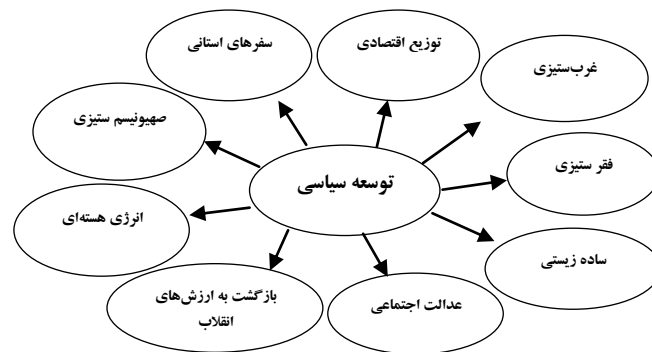 سفرهای استانی
توزیع اقتصادی
غرب‌ستیزی
صهیونیسم ستیزی
فقر ستیزی
توسعه سیاسی
انرژی هسته‌ای
ساده زیستی
بازگشت به ارزش‌های
انقلاب
عدالت اجتماعی